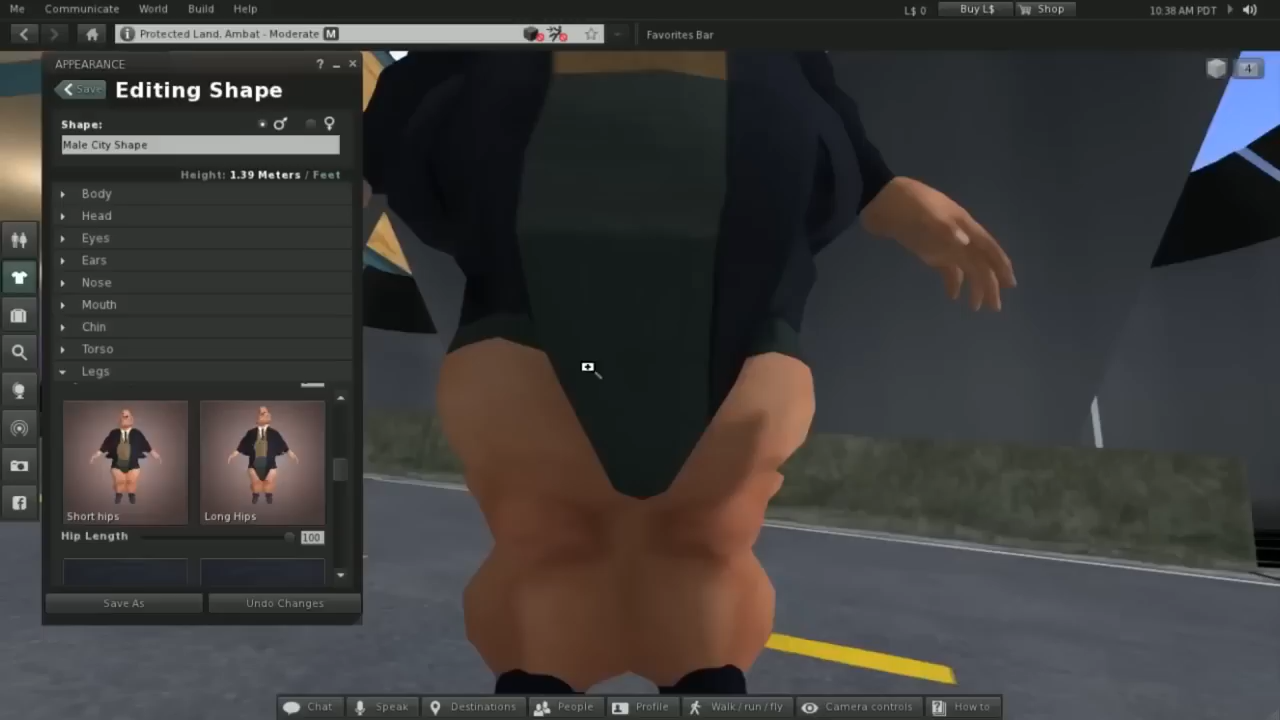 Me Communicate World Build Help
L$ 0 Buy L$ Shop 10:38 AM PDT
Protected Land, Ambat - Moderate M
Favorites Bar
APPEARANCE ?
4
Save Editing Shape
Shape:
Male City Shape
Height: 1.39 Meters / Feet
Body
Head
Eyes
Ears
Nose
Mouth
Chin
Torso
Legs
Short hips Long Hips
Hip Length 100
Save As Undo Changes
Chat Speak Destinations People Profile Walk / run / fly Camera controls How to